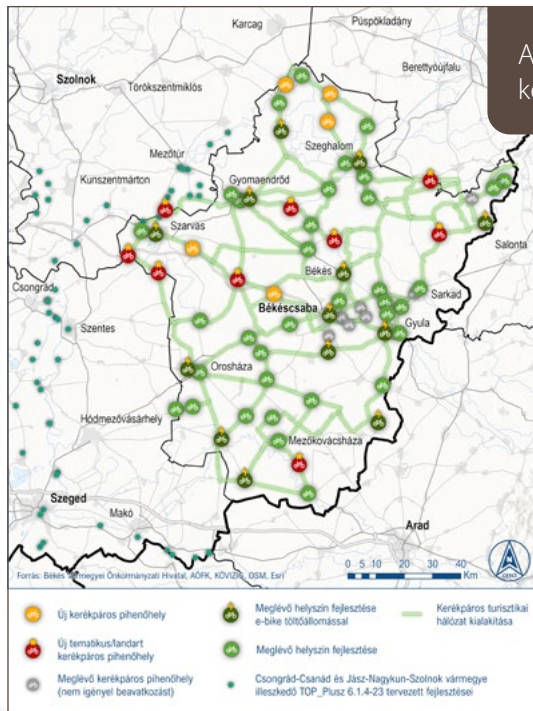 Karcag
Püspökladány
A
k
Berettyóújfalu
Szolnok
Törökszentmiklós
Mezőtúr
Szeghalom
Kunszentmárton
Gyomaendrőd
Szarvas
Salonta
Csongrád
Békés
Sarkad
Békéscsaba
Szentes
Gyula
Orosháza
Hódmezővásárhely
Mezőkovácsháza
Szeged
Makó
Arad
Forrás: Békés Vármegyei Önkormányzati Hivatal, AÖFK, KÖVIZIG, OSM, Esri
0 5 10 20 30 40
Km
Új kerékpáros pihenőhely
Új tematikus/landart
kerékpáros pihenőhely
Meglévő kerékpáros pihenőhely
(nem igényel beavatkozást)
Meglévő helyszín fejlesztése
e-bike töltőállomással
Meglévő helyszín fejlesztése
Csongrád-Csanád és Jász-Nagykun-Szolnok vármegye
illeszkedő TOP_Plusz 6.1.4-23 tervezett fejlesztései
Kerékpáros turisztikai
hálózat kialakítása